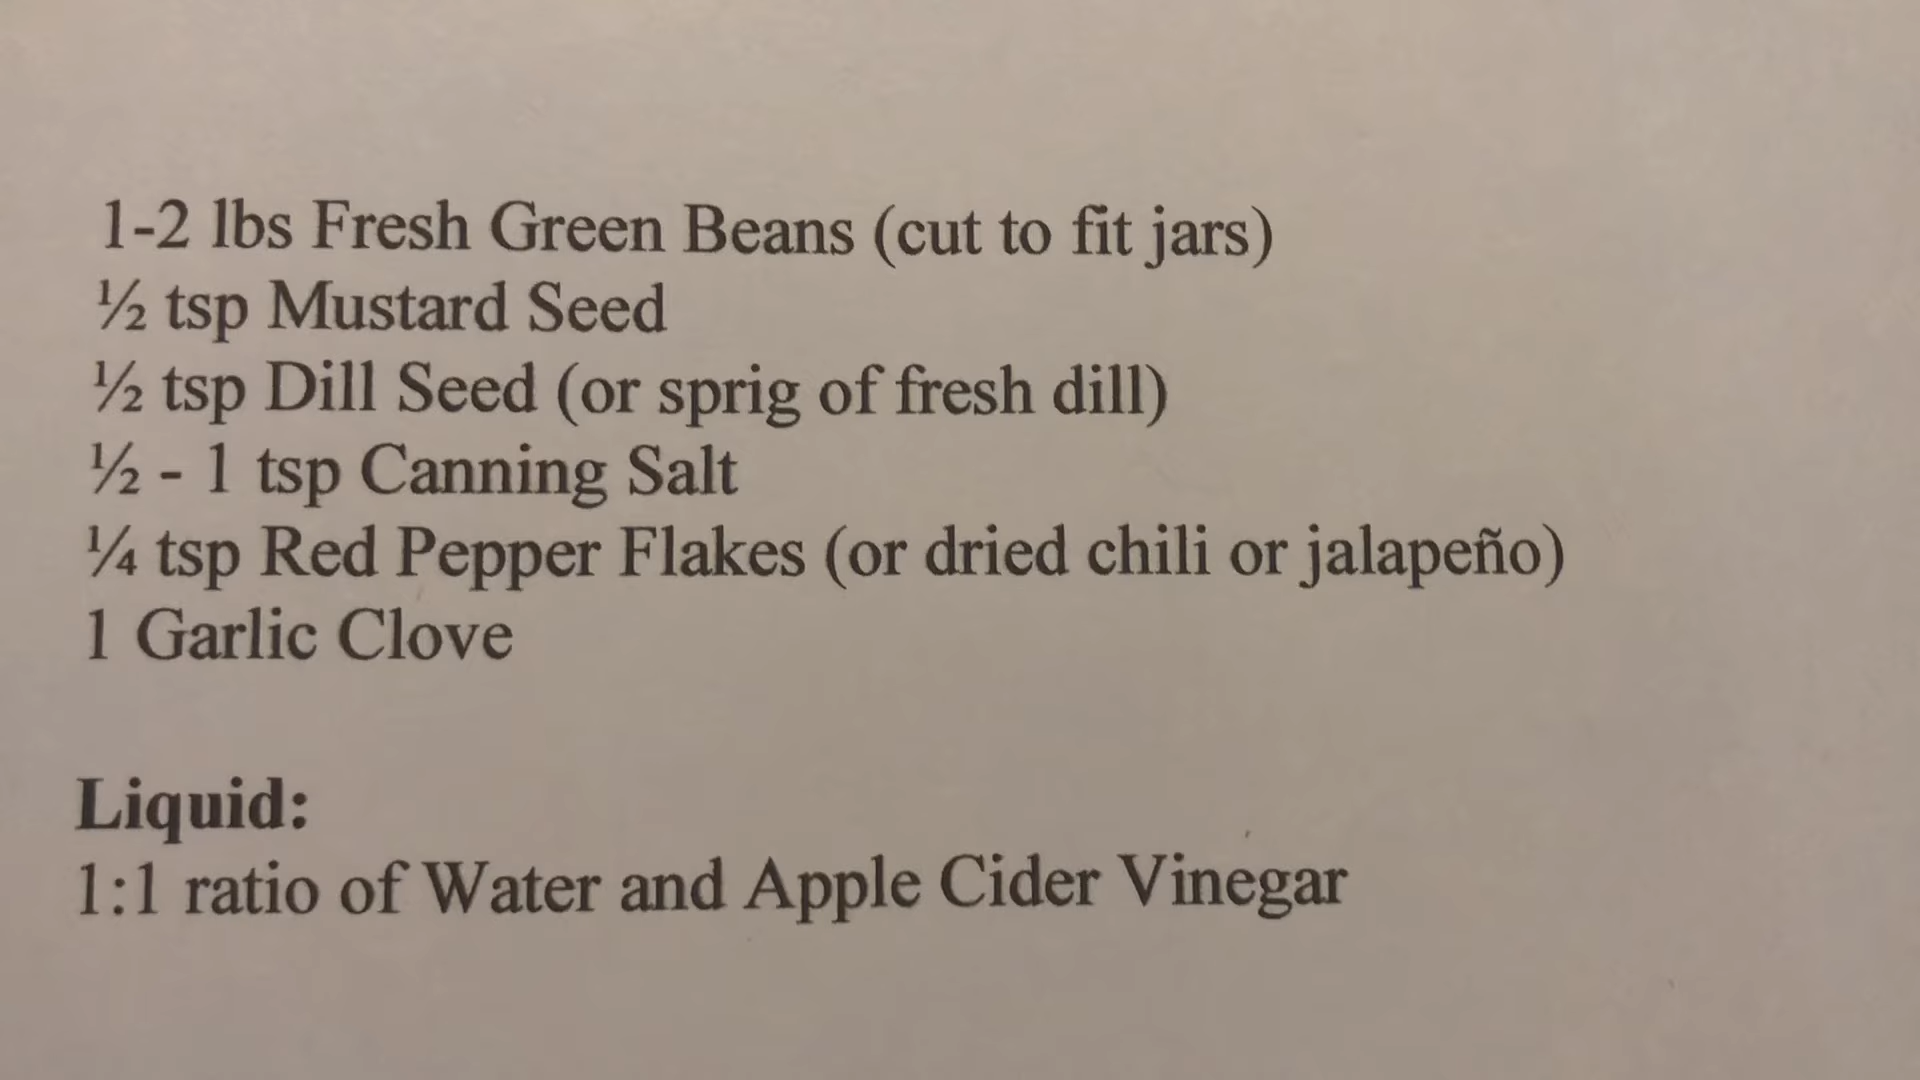 1-2 lbs Fresh Green Beans (cut to fit jars)
½ tsp Mustard Seed
½ tsp Dill Seed (or sprig of fresh dill)
½ - 1 tsp Canning Salt
¼ tsp Red Pepper Flakes (or dried chili or jalapeño)
1 Garlic Clove
Liquid:
1:1 ratio of Water and Apple Cider Vinegar